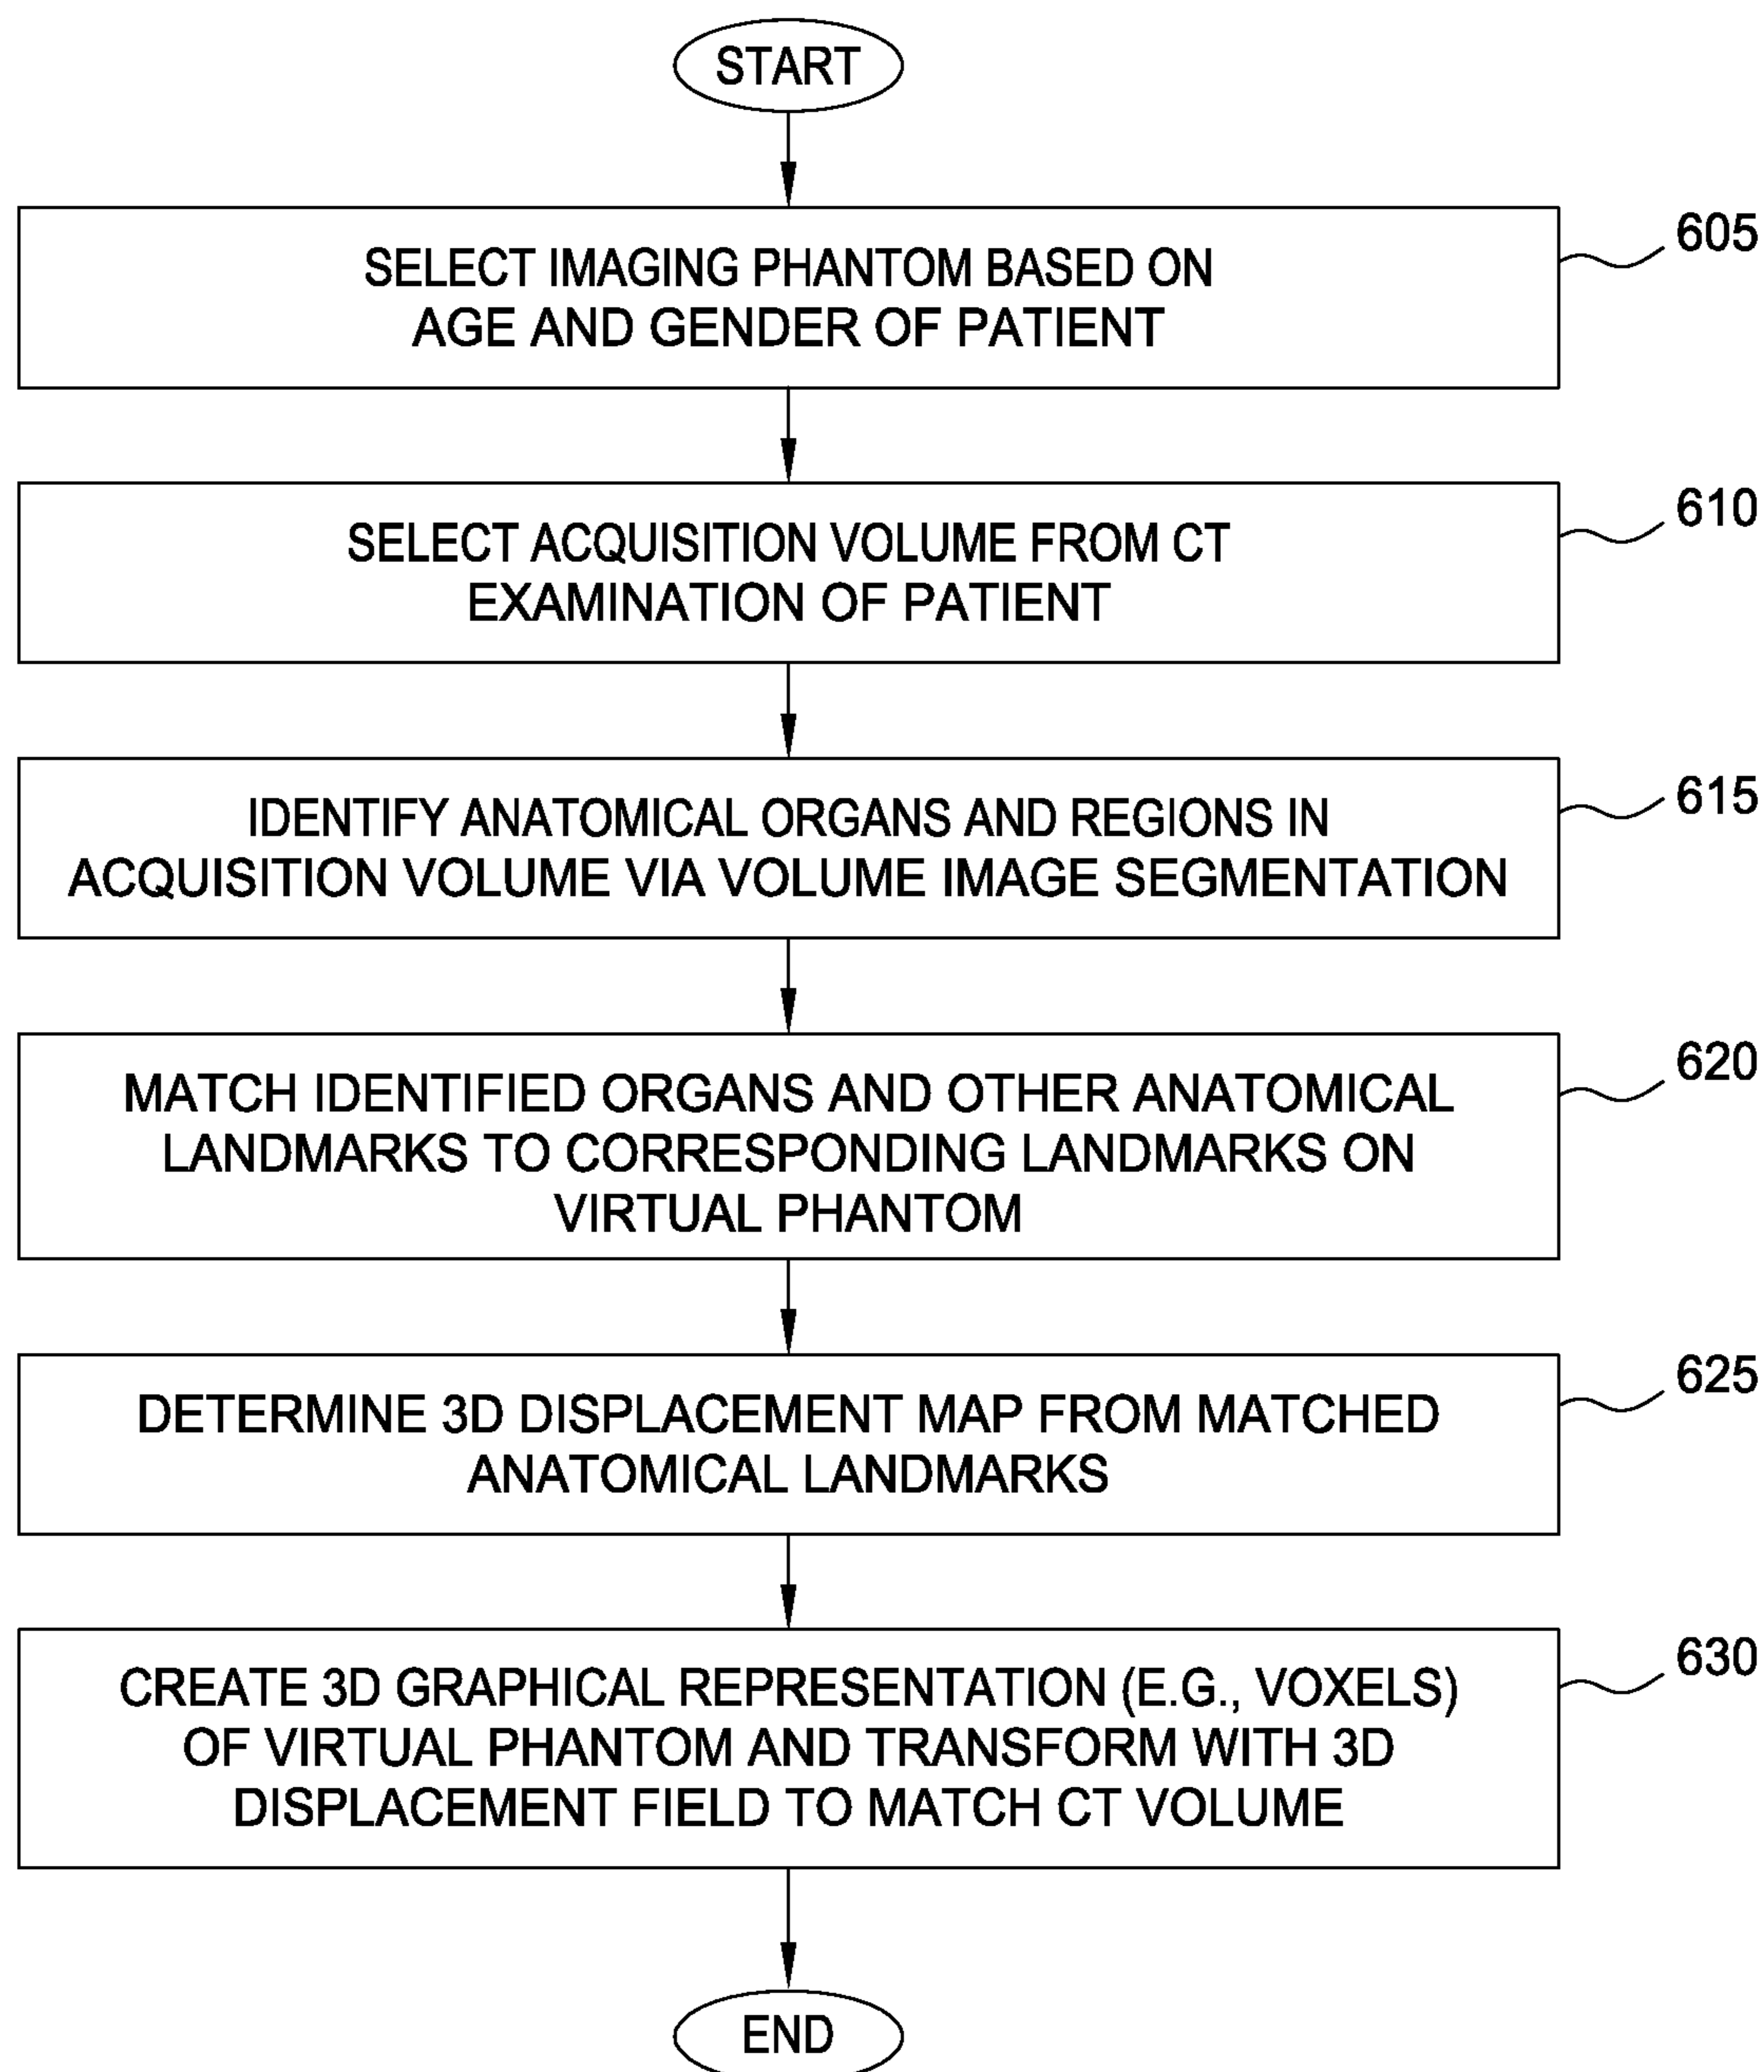 START
605
SELECT IMAGING PHANTOM BASED ON
AGE AND GENDER OF PATIENT
610
SELECT ACQUISITION VOLUME FROM CT
EXAMINATION OF PATIENT
615
IDENTIFY ANATOMICAL ORGANS AND REGIONS IN
ACQUISITION VOLUME VIA VOLUME IMAGE SEGMENTATION
620
MATCH IDENTIFIED ORGANS AND OTHER ANATOMICAL
LANDMARKS TO CORRESPONDING LANDMARKS ON
VIRTUAL PHANTOM
625
DETERMINE 3D DISPLACEMENT MAP FROM MATCHED
ANATOMICAL LANDMARKS
630
CREATE 3D GRAPHICAL REPRESENTATION (E.G., VOXELS)
OF VIRTUAL PHANTOM AND TRANSFORM WITH 3D
DISPLACEMENT FIELD TO MATCH CT VOLUME
END